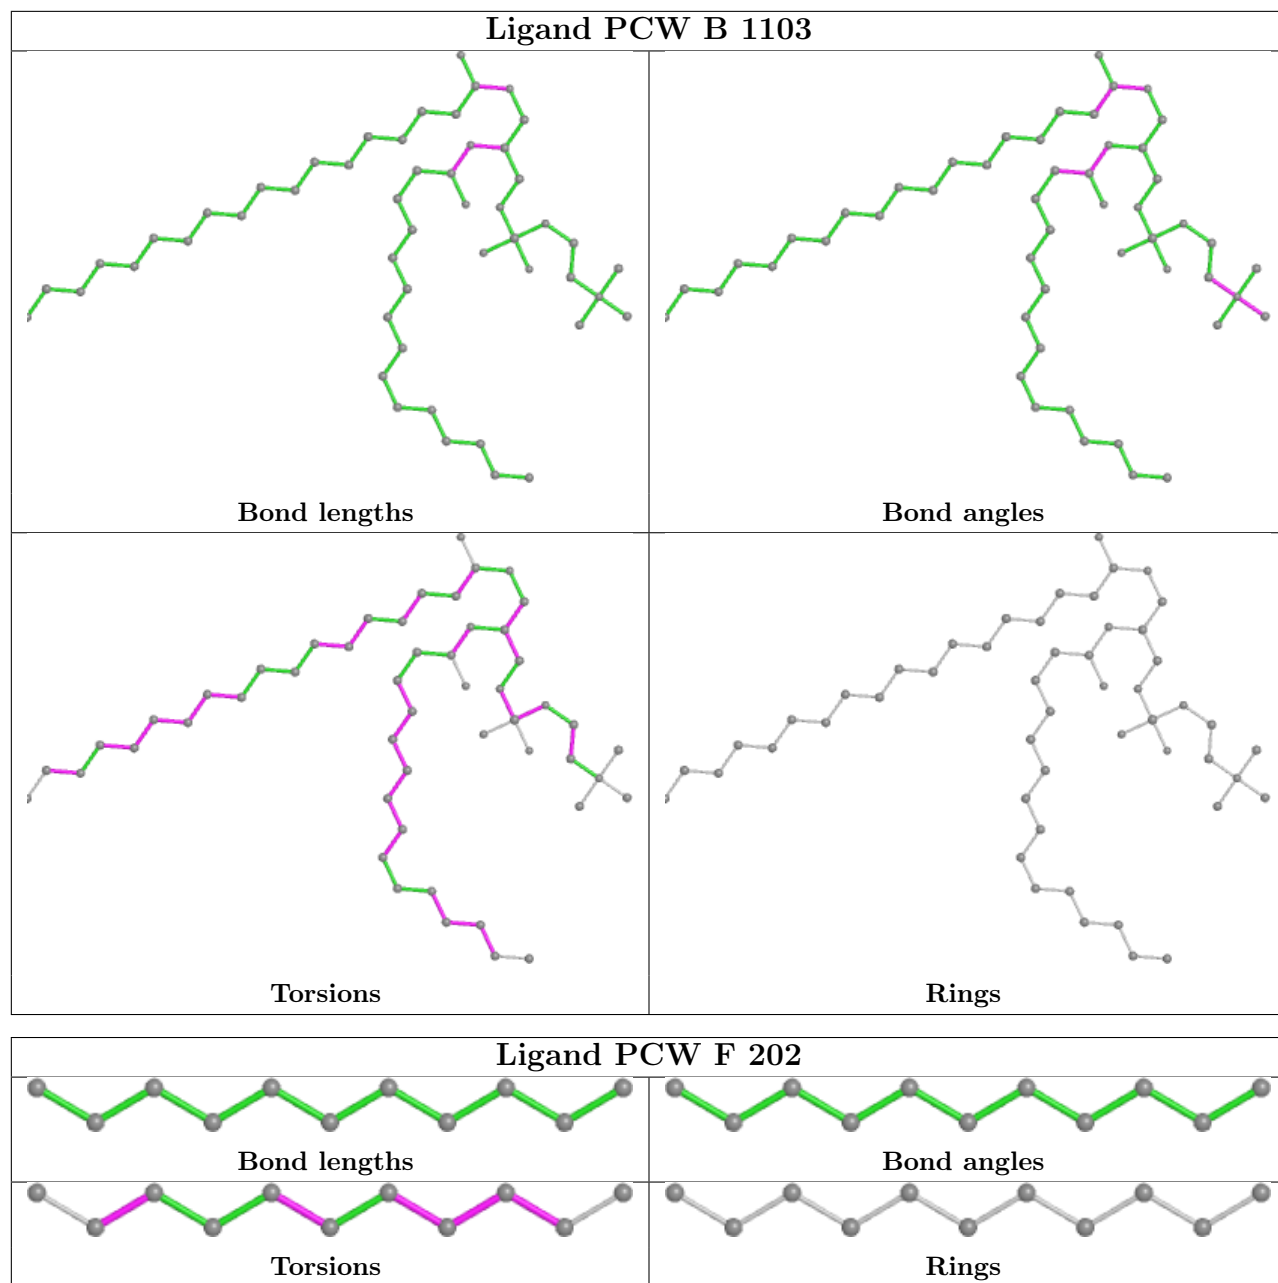 Ligand PCW B 1103
Bond lengths
Bond angles
Torsions
Rings
Ligand PCW F 202
Bond lengths
Bond angles
Torsions
Rings